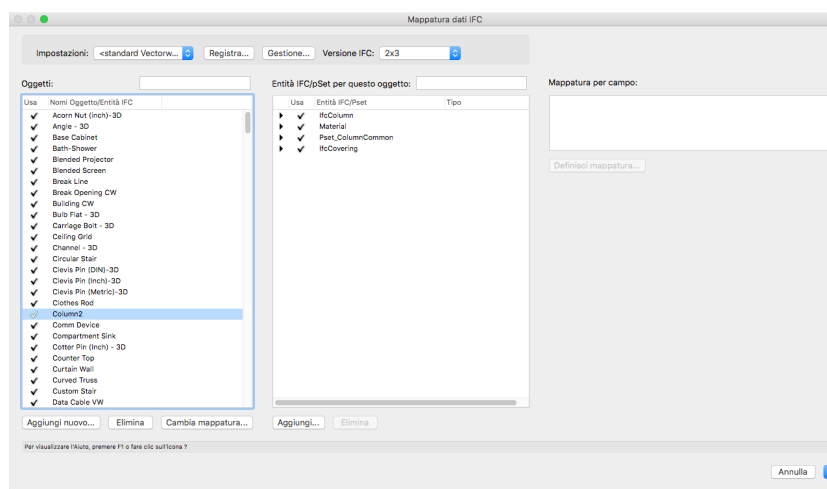 Mappatura dati IFC
Impostazioni: <standard Vectorw... Registra... Gestione... Versione IFC: 2x3
Oggetti: Entità IFC/pSet per questo oggetto: Mappatura per campo:
Usa Nomi Oggetto/Entità IFC
Acorn Nut (inch)-3D
Angle - 3D
Base Cabinet
Bath-Shower
Blended Projector
Blended Screen
Break Line
Break Opening CW
Building CW
Bulb Flat - 3D
Carriage Bolt - 3D
Ceiling Grid
Channel - 3D
Circular Stair
Clevis Pin (DIN)-3D
Clevis Pin (Inch)-3D
Clevis Pin (Metric)-3D
Clothes Rod
Column2
Comm Device
Compartment Sink
Cotter Pin (Inch) - 3D
Counter Top
Curtain Wall
Curved Truss
Custom Stair
Data Cable VW
Usa Entità IFC/Pset Tipo
IfcColumn
Material
Pset_ColumnCommon
IfcCovering
Definisci mappatura...
Aggiungi nuovo... Elimina Cambia mappatura... Aggiungi... Elimina
Per visualizzare l'Aiuto, premere F1 o fare clic sull'icona ?
Annulla